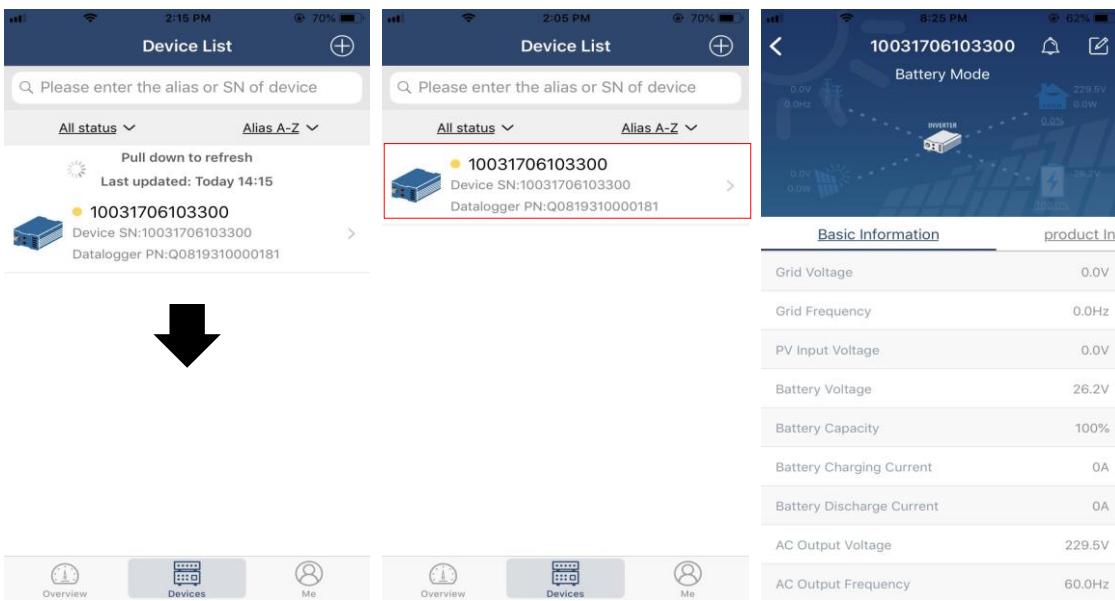 2:15 PM
70%
Device List
Please enter the alias or SN of device
All status
Alias A-Z
Pull down to refresh
Last updated: Today 14:15
10031706103300
Device SN:10031706103300
Datalogger PN:Q0819310000181
Overview
Devices
Me
2:05 PM
70%
Device List
Please enter the alias or SN of device
All status
Alias A-Z
10031706103300
Device SN:10031706103300
Datalogger PN:Q0819310000181
Overview
Devices
Me
8:25 PM
62%
10031706103300
Battery Mode
0.0V
0.0Hz
229.5V
0.0W
0.0%
INVERTER
0.0V
0.0W
26.2V
100.0%
Basic Information
product In
Grid Voltage 0.0V
Grid Frequency 0.0Hz
PV Input Voltage 0.0V
Battery Voltage 26.2V
Battery Capacity 100%
Battery Charging Current 0A
Battery Discharge Current 0A
AC Output Voltage 229.5V
AC Output Frequency 60.0Hz